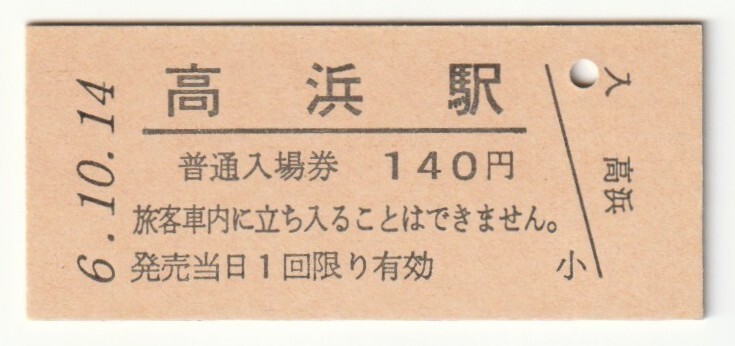 6.10.14
高浜駅
普通入場券 140円
旅客車内に立ち入ることはできません。
発売当日1回限り有効
小
入
高浜